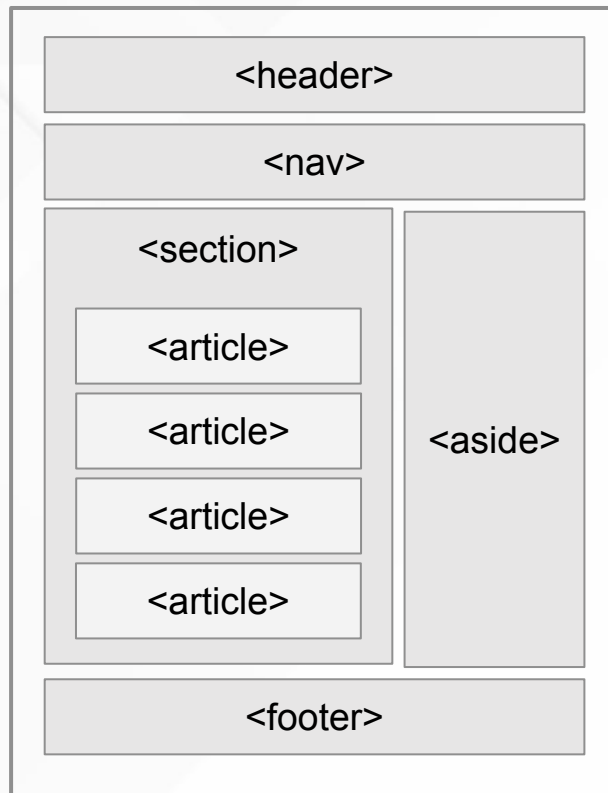 <header>
<nav>
<section>
<article>
<article>
<article>
<article>
<aside>
<footer>